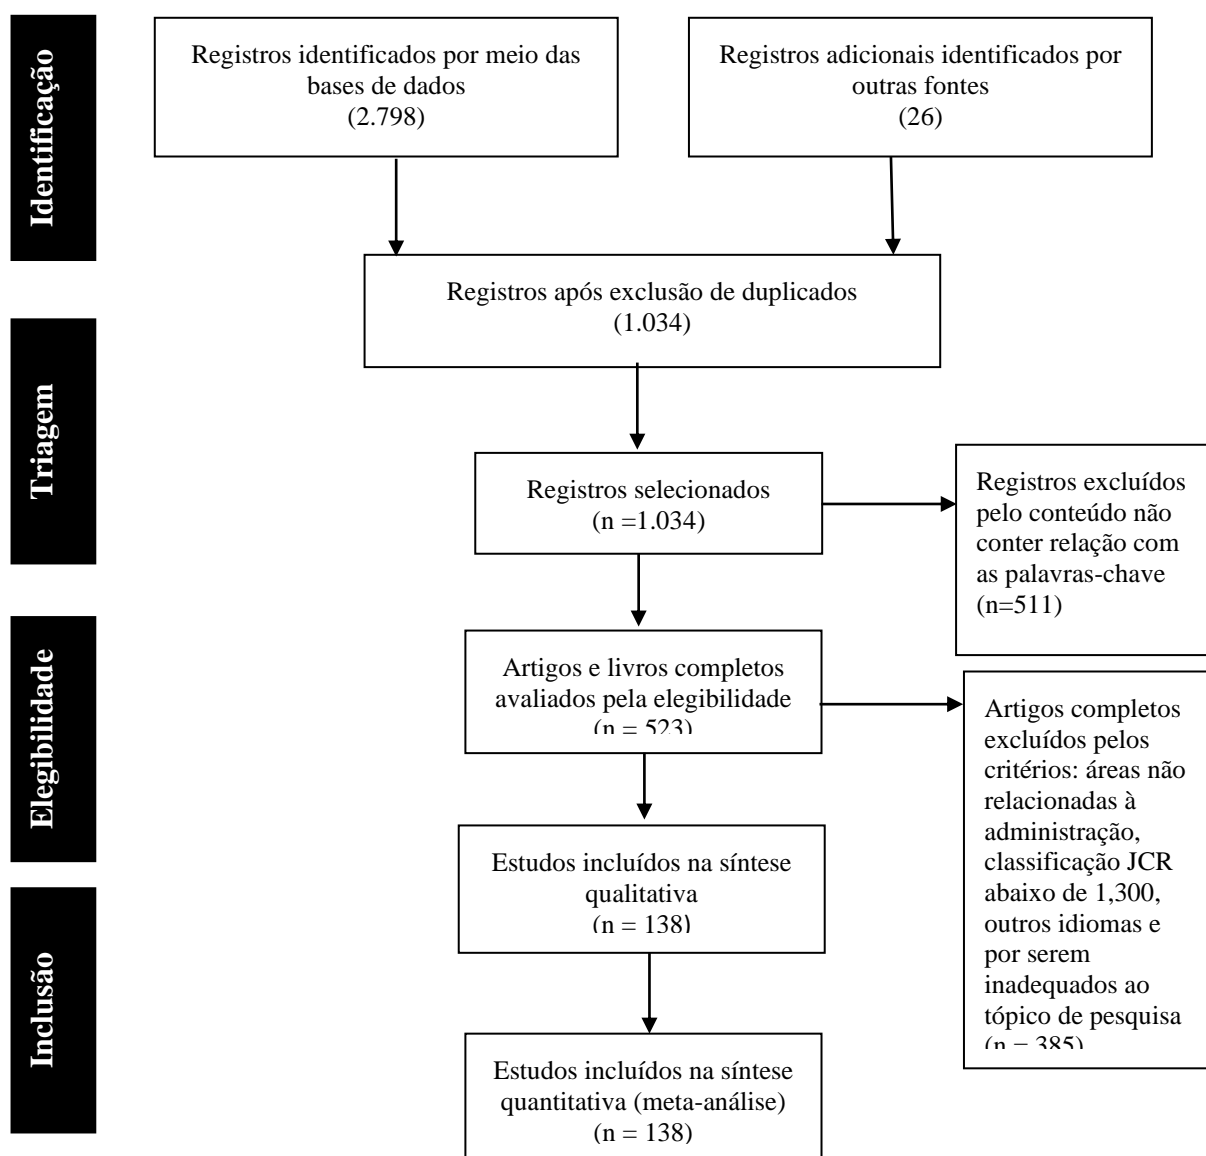 Identificação
Registros identificados por meio das
bases de dados
(2.798)
Registros adicionais identificados por
outras fontes
(26)
Registros após exclusão de duplicados
(1.034)
Triagem
Registros selecionados
(n =1.034)
Registros excluídos
pelo conteúdo não
conter relação com
as palavras-chave
(n=511)
Elegibilidade
Artigos e livros completos
avaliados pela elegibilidade
(n = 523)
Artigos completos
excluídos pelos
critérios: áreas não
relacionadas à
administração,
classificação JCR
abaixo de 1,300,
outros idiomas e
por serem
inadequados ao
tópico de pesquisa
(n = 385)
Estudos incluídos na síntese
qualitativa
(n = 138)
Inclusão
Estudos incluídos na síntese
quantitativa (meta-análise)
(n = 138)